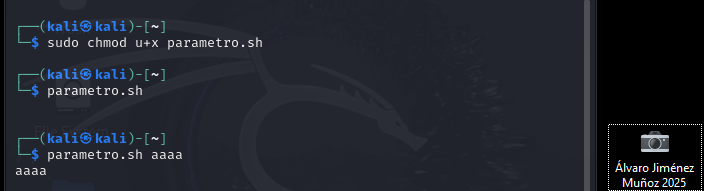 ┌──(kali㉿kali)-[~]
└─$ sudo chmod u+x parametro.sh
┌──(kali㉿kali)-[~]
└─$ parametro.sh
┌──(kali㉿kali)-[~]
└─$ parametro.sh aaaa
aaaa
Álvaro Jiménez
Muñoz 2025